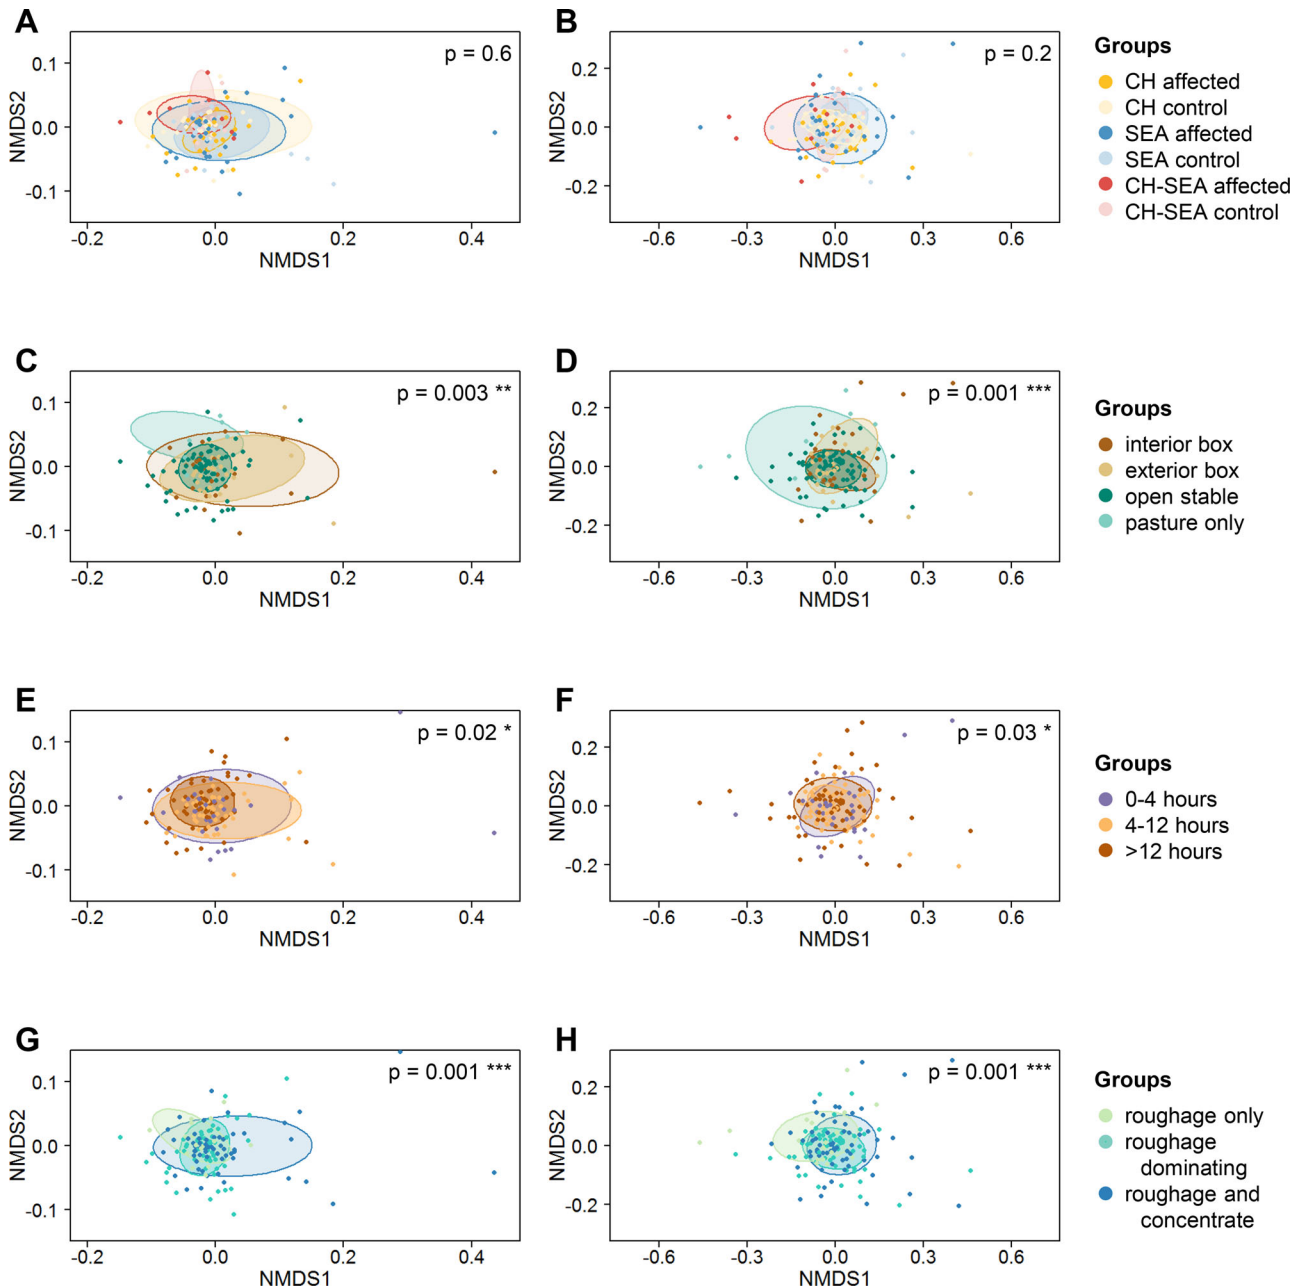 A
B
p = 0.6
p = 0.2
NMDS2
0.1
0.0
-0.1
-0.2
0.0
0.2
0.4
NMDS1
NMDS2
0.2
0.0
-0.2
-0.6
-0.3
0.0
0.3
0.6
NMDS1
Groups
CH affected
CH control
SEA affected
SEA control
CH-SEA affected
CH-SEA control
C
D
p = 0.003 **
p = 0.001 ***
NMDS2
0.1
0.0
-0.1
-0.2
0.0
0.2
0.4
NMDS1
NMDS2
0.2
0.0
-0.2
-0.6
-0.3
0.0
0.3
0.6
NMDS1
Groups
interior box
exterior box
open stable
pasture only
E
F
p = 0.02 *
p = 0.03 *
NMDS2
0.1
0.0
-0.1
-0.2
0.0
0.2
0.4
NMDS1
NMDS2
0.2
0.0
-0.2
-0.6
-0.3
0.0
0.3
0.6
NMDS1
Groups
0-4 hours
4-12 hours
>12 hours
G
H
p = 0.001 ***
p = 0.001 ***
NMDS2
0.1
0.0
-0.1
-0.2
0.0
0.2
0.4
NMDS1
NMDS2
0.2
0.0
-0.2
-0.6
-0.3
0.0
0.3
0.6
NMDS1
Groups
roughage only
roughage
dominating
roughage and
concentrate